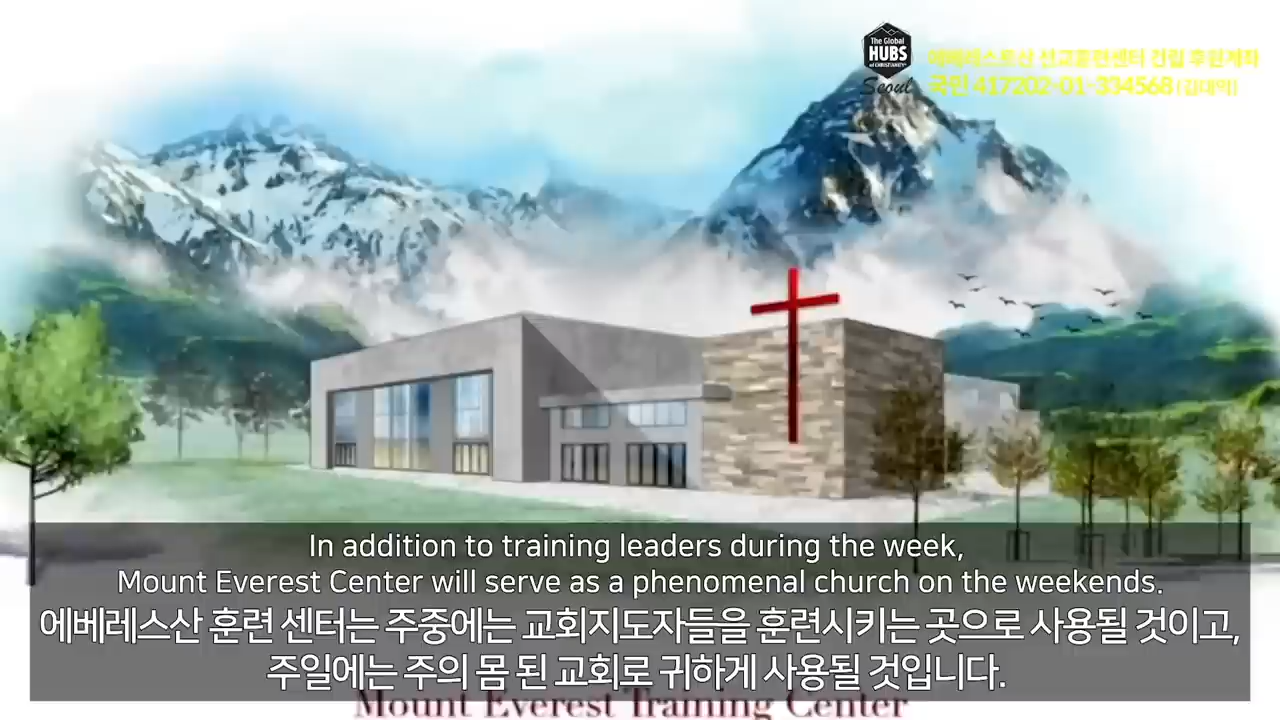 The Global
HUBS
of CHRISTIANITY
Seoul
에베레스트산 선교훈련센터 건립 후원계좌
국민 417202-01-334568 (김대억)
In addition to training leaders during the week,
Mount Everest Center will serve as a phenomenal church on the weekends.
에베레스산 훈련 센터는 주중에는 교회지도자들을 훈련시키는 곳으로 사용될 것이고,
주일에는 주의 몸 된 교회로 귀하게 사용될 것입니다.
Mount Everest Training Center